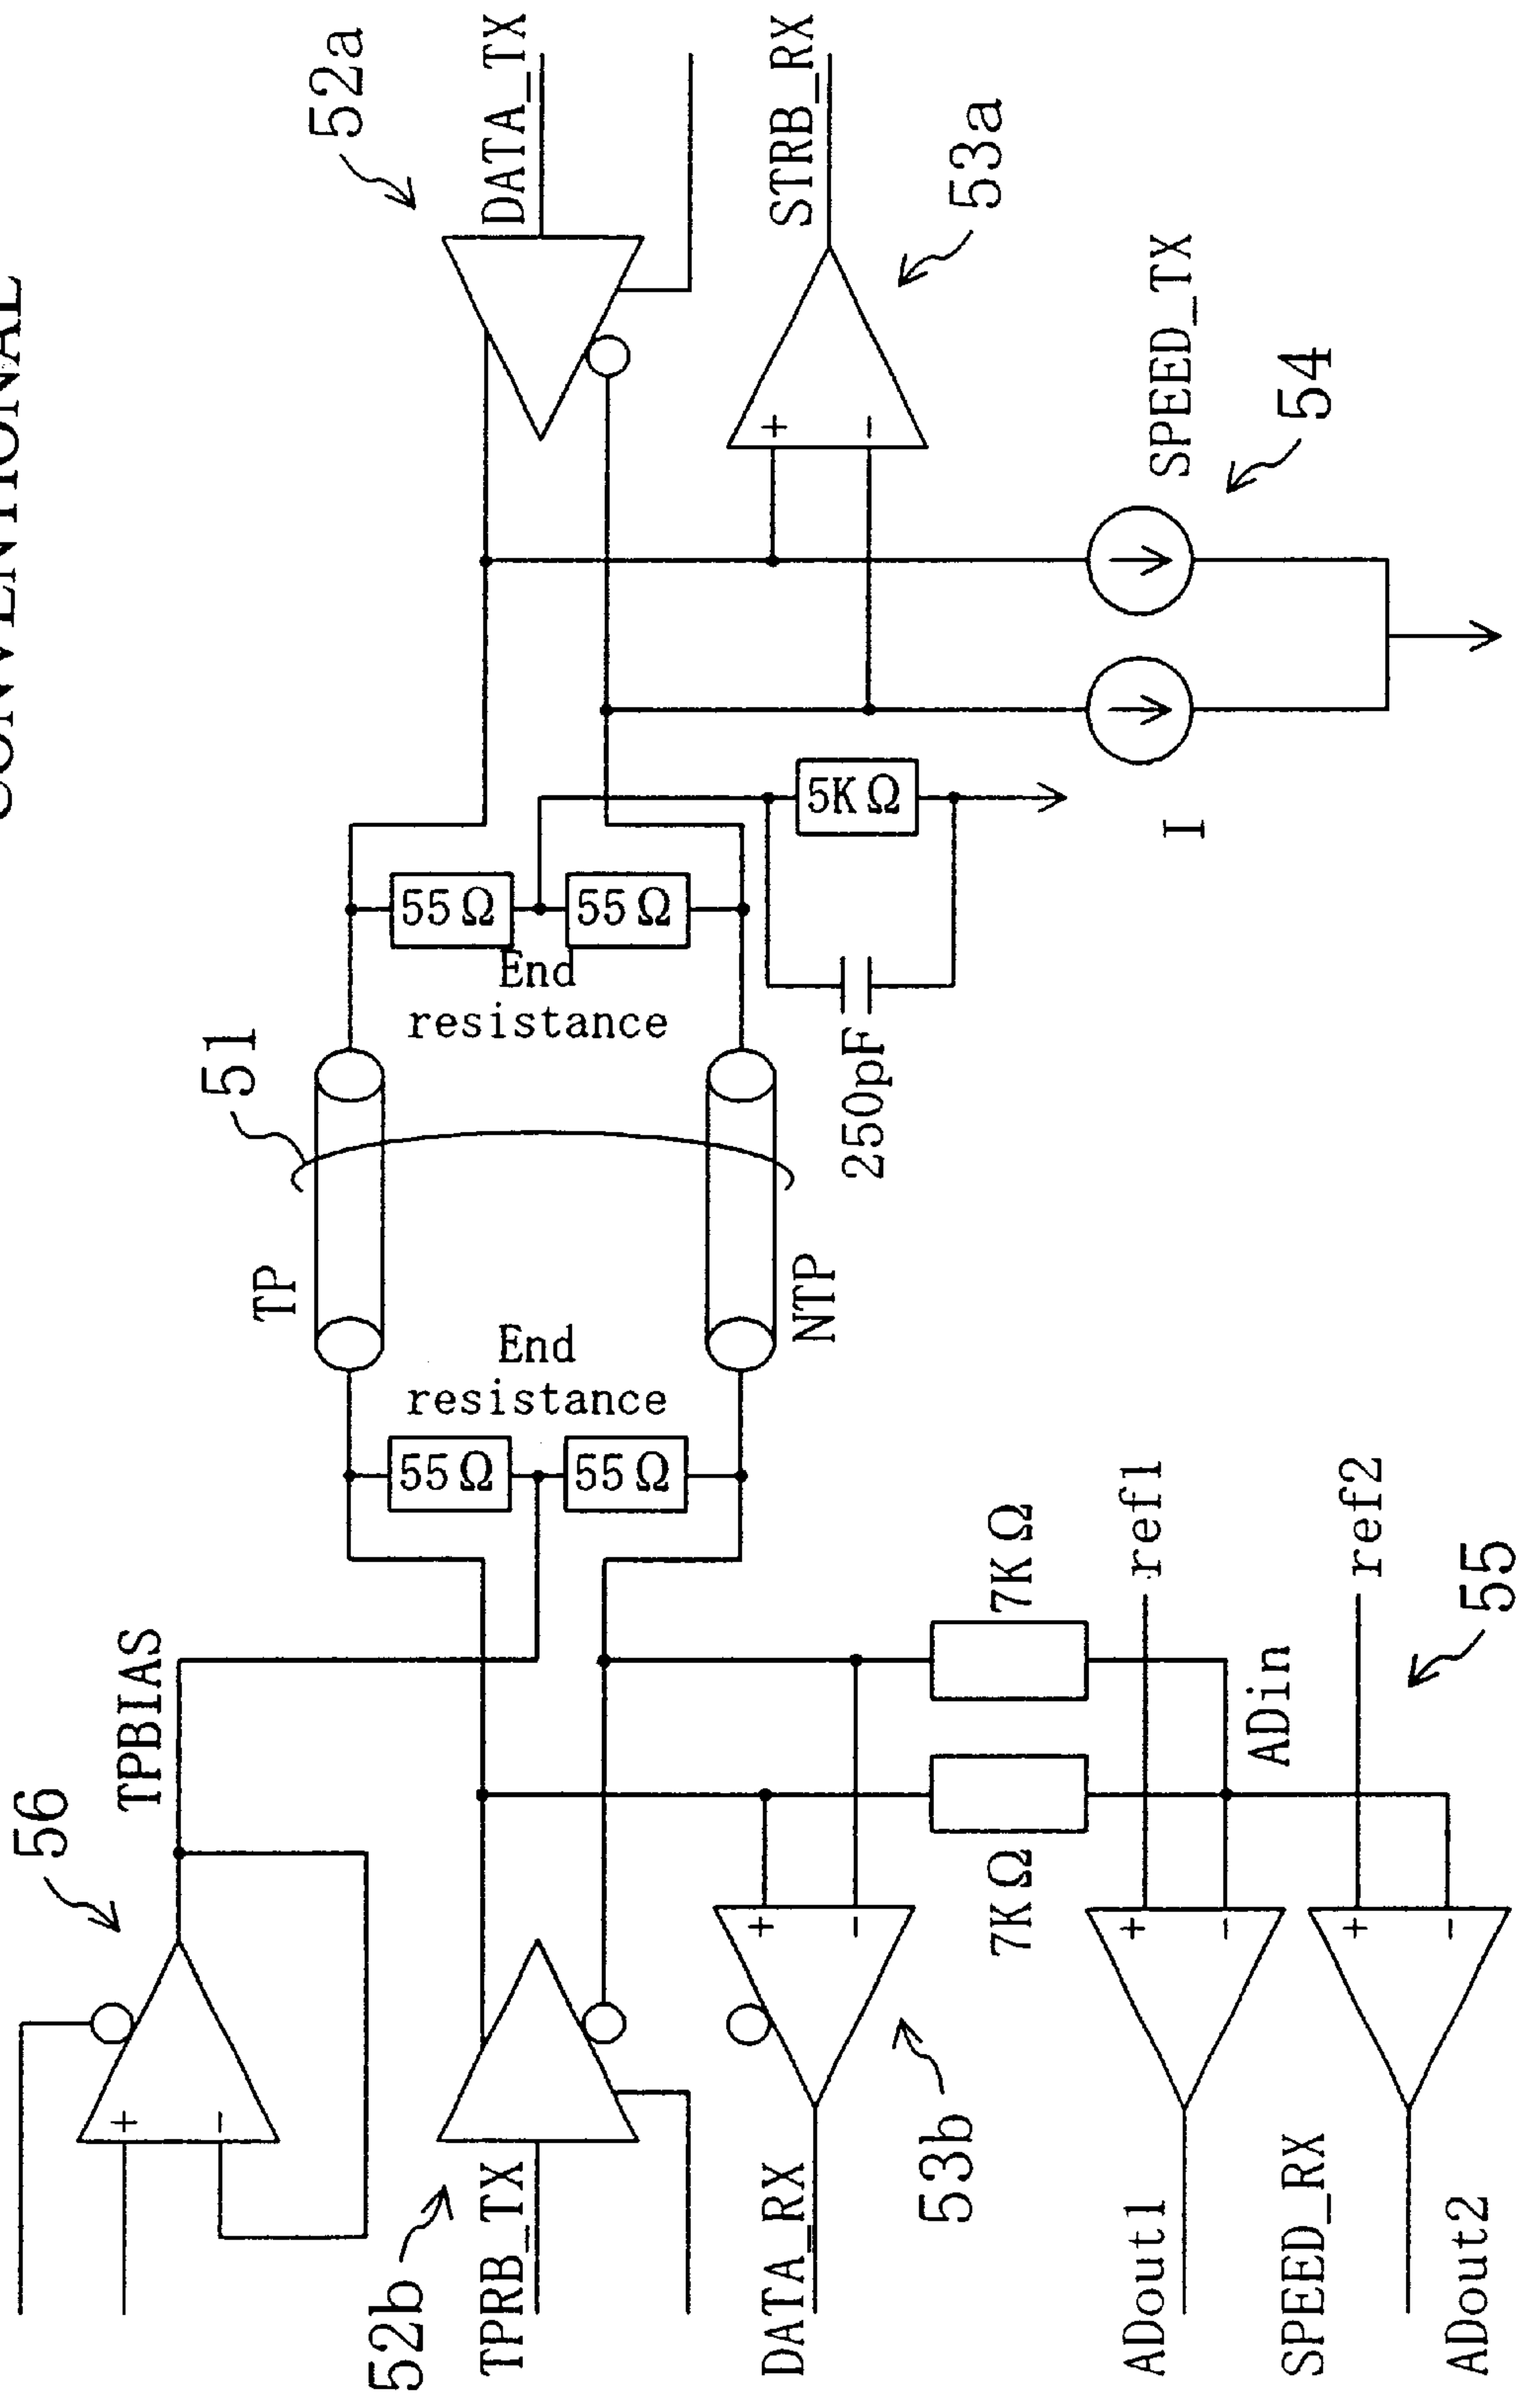 CONVENTIONAL
56
TPBIAS
52b
TPRB_TX
DATA_RX
53b
ADout1
SPEED_RX
ADout2
+
-
+
-
+
-
+
-
7KΩ
7KΩ
ref1
ADin
ref2
55
55Ω
55Ω
End
resistance
TP
NTP
51
End
resistance
55Ω
55Ω
250pF
5KΩ
I
52a
DATA_TX
STRB_RX
+
-
53a
SPEED_TX
54